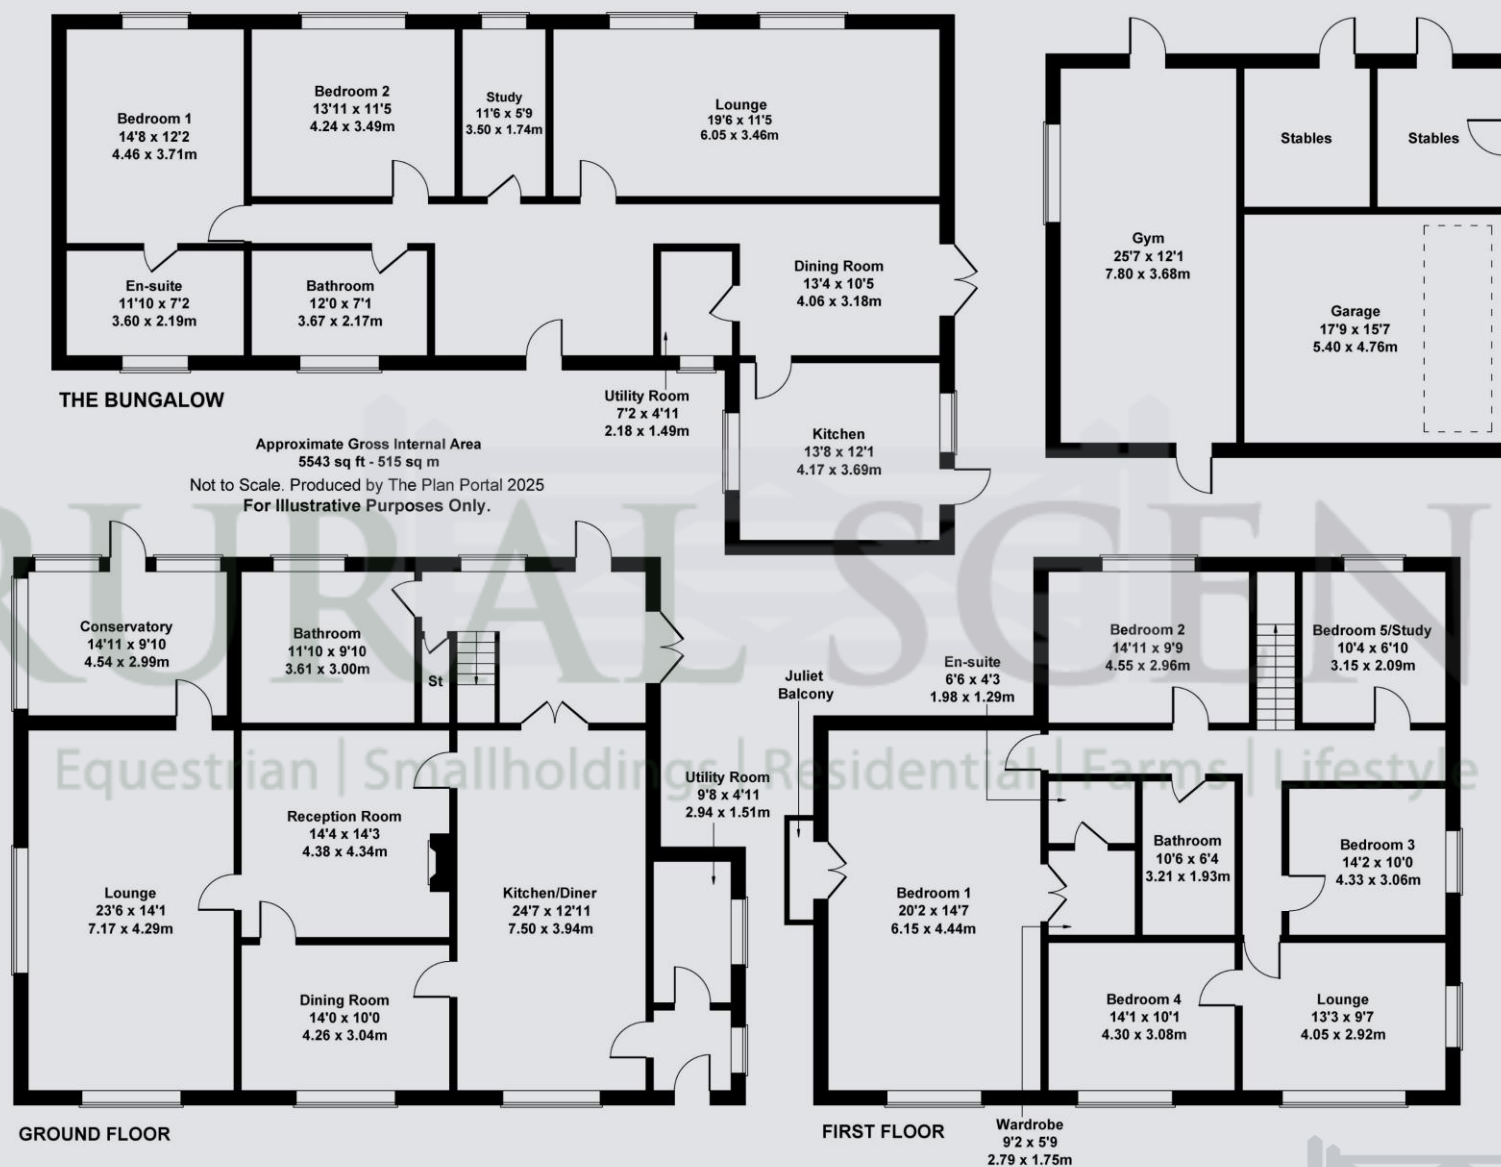 Bedroom 1
14'8 x 12'2
4.46 x 3.71m
Bedroom 2
13'11 x 11'5
4.24 x 3.49m
Study
11'6 x 5'9
3.50 x 1.74m
Lounge
19'6 x 11'5
6.05 x 3.46m
Stables
Stables
Gym
25'7 x 12'1
7.80 x 3.68m
Garage
17'9 x 15'7
5.40 x 4.76m
En-suite
11'10 x 7'2
3.60 x 2.19m
Bathroom
12'0 x 7'1
3.67 x 2.17m
Dining Room
13'4 x 10'5
4.06 x 3.18m
Utility Room
7'2 x 4'11
2.18 x 1.49m
Kitchen
13'8 x 12'1
4.17 x 3.69m
THE BUNGALOW
Approximate Gross Internal Area
5543 sq ft - 515 sq m
Not to Scale. Produced by The Plan Portal 2025
For Illustrative Purposes Only.
RURAL SCEN
Equestrian | Smallholdings | Residential | Farms | Lifestyle
Conservatory
14'11 x 9'10
4.54 x 2.99m
Bathroom
11'10 x 9'10
3.61 x 3.00m
St
Reception Room
14'4 x 14'3
4.38 x 4.34m
Utility Room
9'8 x 4'11
2.94 x 1.51m
Lounge
23'6 x 14'1
7.17 x 4.29m
Kitchen/Diner
24'7 x 12'11
7.50 x 3.94m
Dining Room
14'0 x 10'0
4.26 x 3.04m
GROUND FLOOR
Juliet
Balcony
En-suite
6'6 x 4'3
1.98 x 1.29m
Bedroom 2
14'11 x 9'9
4.55 x 2.96m
Bedroom 5/Study
10'4 x 6'10
3.15 x 2.09m
Bedroom 1
20'2 x 14'7
6.15 x 4.44m
Bathroom
10'6 x 6'4
3.21 x 1.93m
Bedroom 3
14'2 x 10'0
4.33 x 3.06m
Bedroom 4
14'1 x 10'1
4.30 x 3.08m
Lounge
13'3 x 9'7
4.05 x 2.92m
Wardrobe
9'2 x 5'9
2.79 x 1.75m
FIRST FLOOR